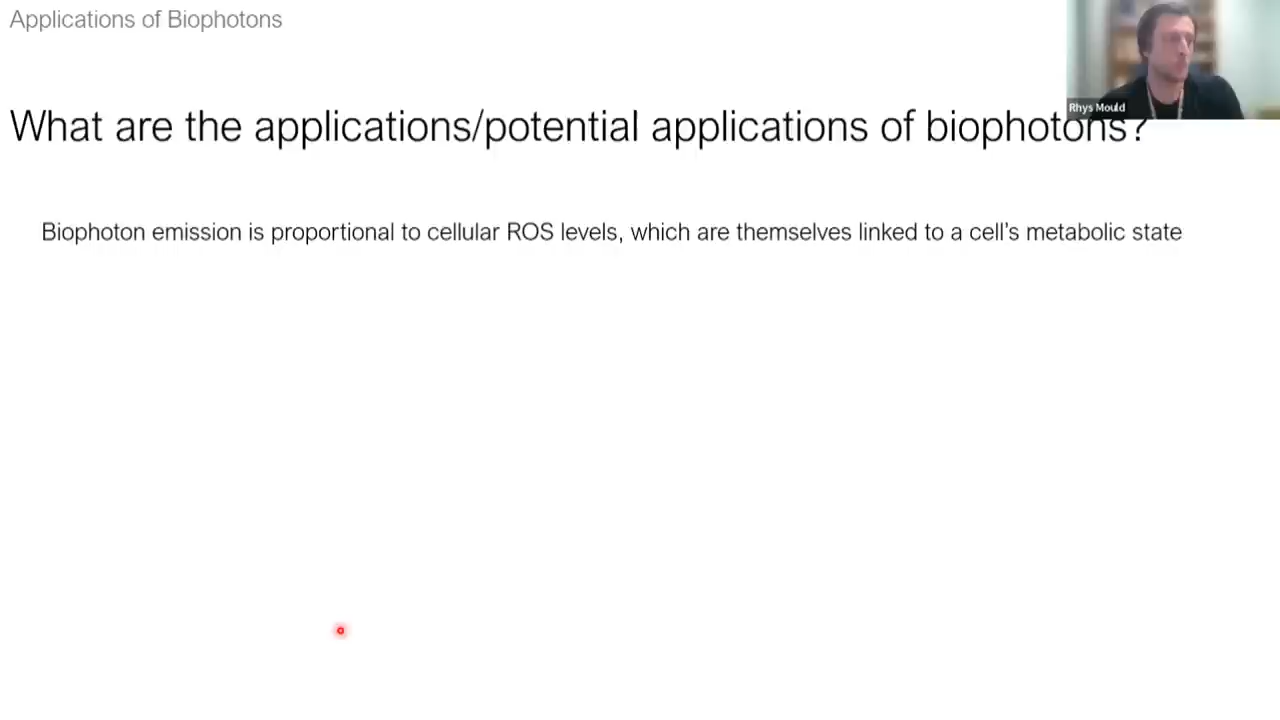 Applications of Biophotons
Rhys Mould
What are the applications/potential applications of biophotons?
Biophoton emission is proportional to cellular ROS levels, which are themselves linked to a cell's metabolic state